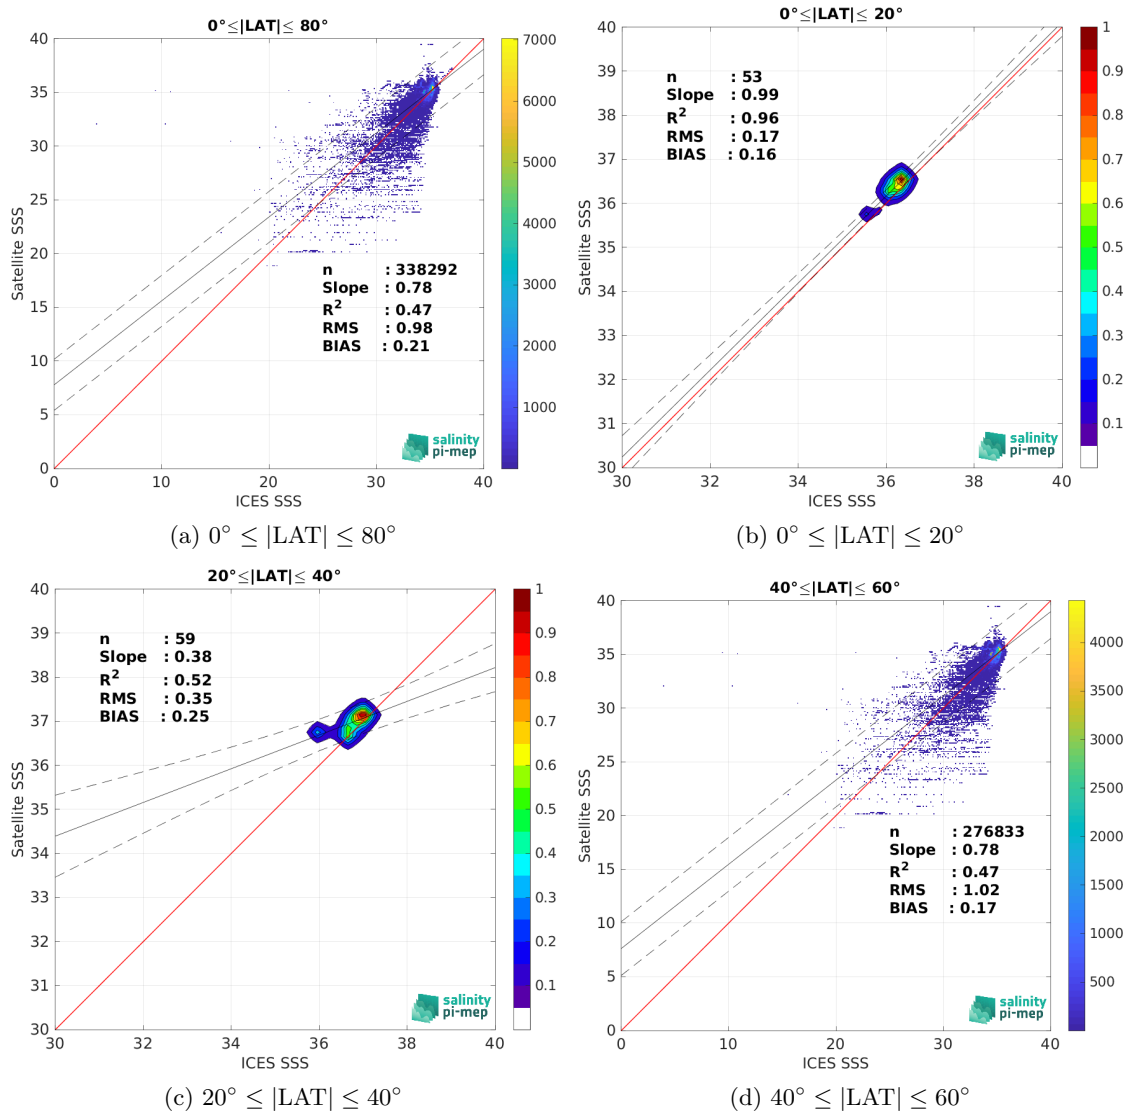 0°≤|LAT|≤ 80°
40
35
30
25
20
15
10
5
0
Satellite SSS
n : 338292
Slope : 0.78
R² : 0.47
RMS : 0.98
BIAS : 0.21
salinity
pi-mep
0 10 20 30 40
ICES SSS
7000
6000
5000
4000
3000
2000
1000
(a) 0° ≤ |LAT| ≤ 80°
0°≤|LAT|≤ 20°
40
39
38
37
36
35
34
33
32
31
30
Satellite SSS
n : 53
Slope : 0.99
R² : 0.96
RMS : 0.17
BIAS : 0.16
salinity
pi-mep
30 32 34 36 38 40
ICES SSS
1
0.9
0.8
0.7
0.6
0.5
0.4
0.3
0.2
0.1
(b) 0° ≤ |LAT| ≤ 20°
20°≤|LAT|≤ 40°
40
39
38
37
36
35
34
33
32
31
30
Satellite SSS
n : 59
Slope : 0.38
R² : 0.52
RMS : 0.35
BIAS : 0.25
salinity
pi-mep
30 32 34 36 38 40
ICES SSS
1
0.9
0.8
0.7
0.6
0.5
0.4
0.3
0.2
0.1
(c) 20° ≤ |LAT| ≤ 40°
40°≤|LAT|≤ 60°
40
35
30
25
20
15
10
5
0
Satellite SSS
n : 276833
Slope : 0.78
R² : 0.47
RMS : 1.02
BIAS : 0.17
salinity
pi-mep
0 10 20 30 40
ICES SSS
4000
3500
3000
2500
2000
1500
1000
500
(d) 40° ≤ |LAT| ≤ 60°